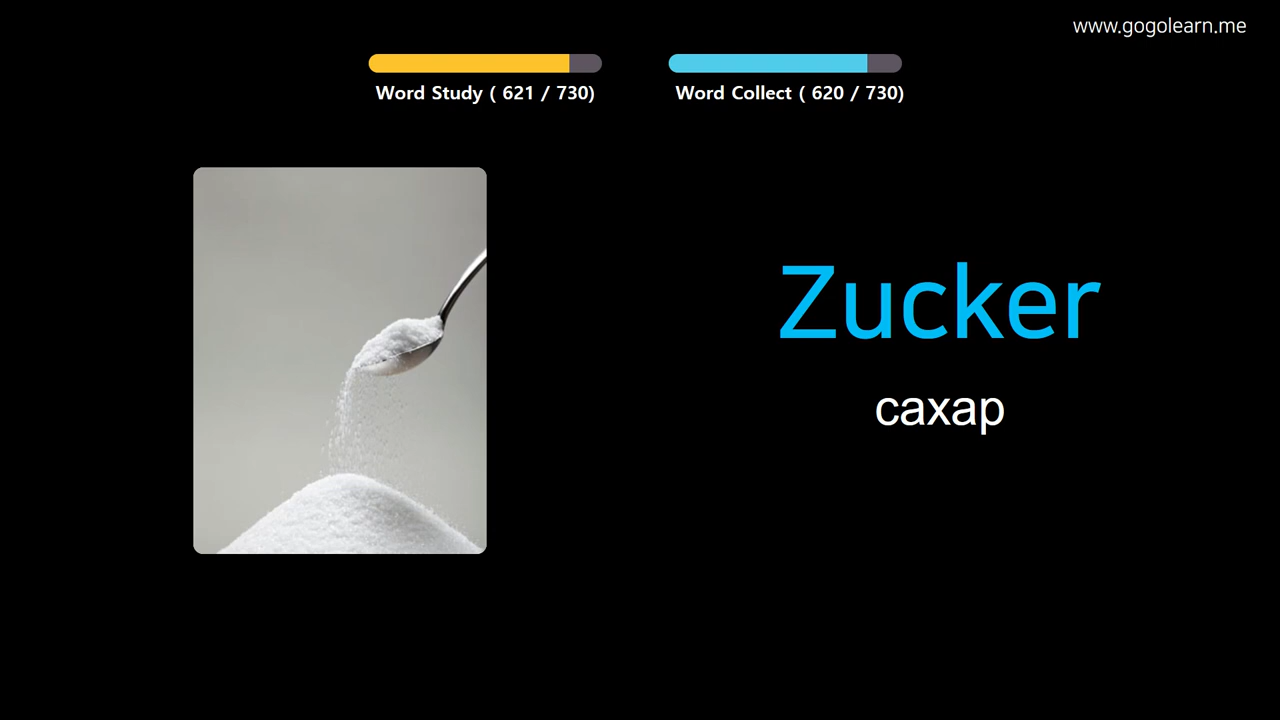 www.gogolearn.me
Word Study ( 621 / 730)
Word Collect ( 620 / 730)
Zucker
сахар